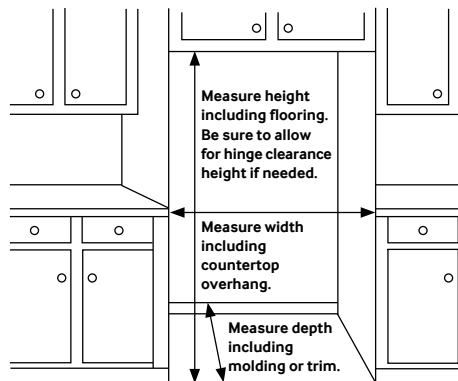 Measure height
including flooring.
Be sure to allow
for hinge clearance
height if needed.
Measure width
including
countertop
overhang.
Measure depth
including
molding or trim.